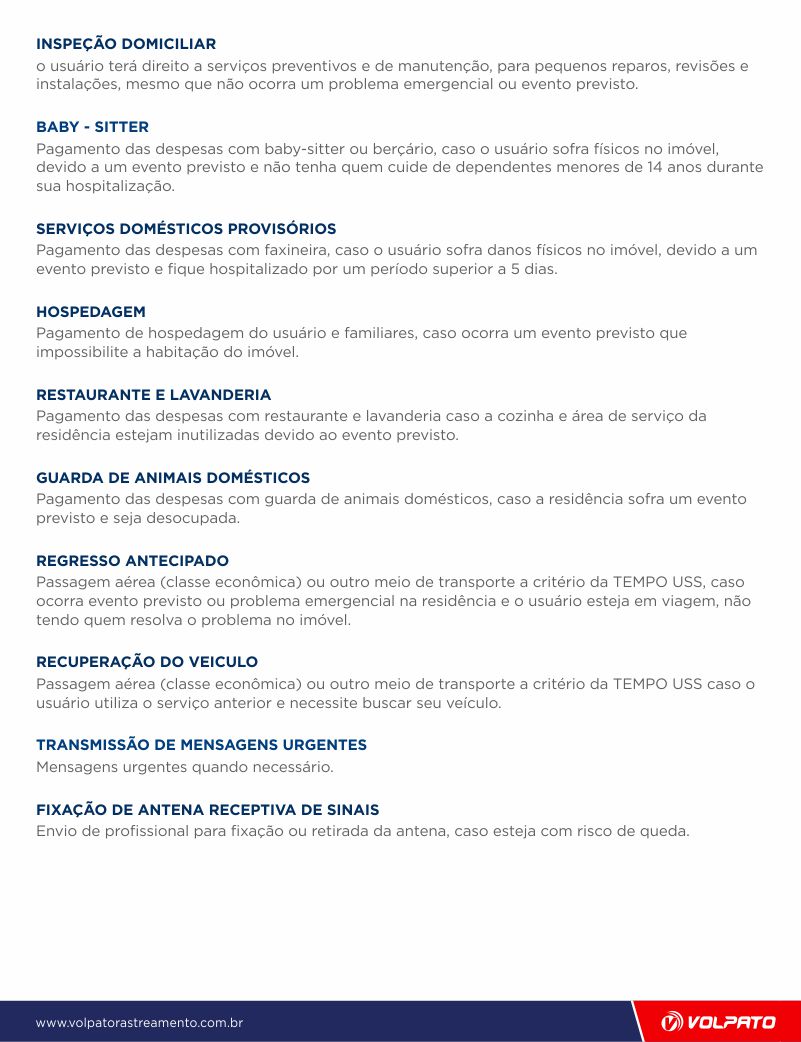 INSPEÇÃO DOMICILIAR
o usuário terá direito a serviços preventivos e de manutenção, para pequenos reparos, revisões e
instalações, mesmo que não ocorra um problema emergencial ou evento previsto.
BABY - SITTER
Pagamento das despesas com baby-sitter ou berçário, caso o usuário sofra físicos no imóvel,
devido a um evento previsto e não tenha quem cuide de dependentes menores de 14 anos durante
sua hospitalização.
SERVIÇOS DOMÉSTICOS PROVISÓRIOS
Pagamento das despesas com faxineira, caso o usuário sofra danos físicos no imóvel, devido a um
evento previsto e fique hospitalizado por um período superior a 5 dias.
HOSPEDAGEM
Pagamento de hospedagem do usuário e familiares, caso ocorra um evento previsto que
impossibilite a habitação do imóvel.
RESTAURANTE E LAVANDERIA
Pagamento das despesas com restaurante e lavanderia caso a cozinha e área de serviço da
residência estejam inutilizadas devido ao evento previsto.
GUARDA DE ANIMAIS DOMÉSTICOS
Pagamento das despesas com guarda de animais domésticos, caso a residência sofra um evento
previsto e seja desocupada.
REGRESSO ANTECIPADO
Passagem aérea (classe econômica) ou outro meio de transporte a critério da TEMPO USS, caso
ocorra evento previsto ou problema emergencial na residência e o usuário esteja em viagem, não
tendo quem resolva o problema no imóvel.
RECUPERAÇÃO DO VEICULO
Passagem aérea (classe econômica) ou outro meio de transporte a critério da TEMPO USS caso o
usuário utiliza o serviço anterior e necessite buscar seu veículo.
TRANSMISSÃO DE MENSAGENS URGENTES
Mensagens urgentes quando necessário.
FIXAÇÃO DE ANTENA RECEPTIVA DE SINAIS
Envio de profissional para fixação ou retirada da antena, caso esteja com risco de queda.
www.volpatorastreamento.com.br
VOLPATO